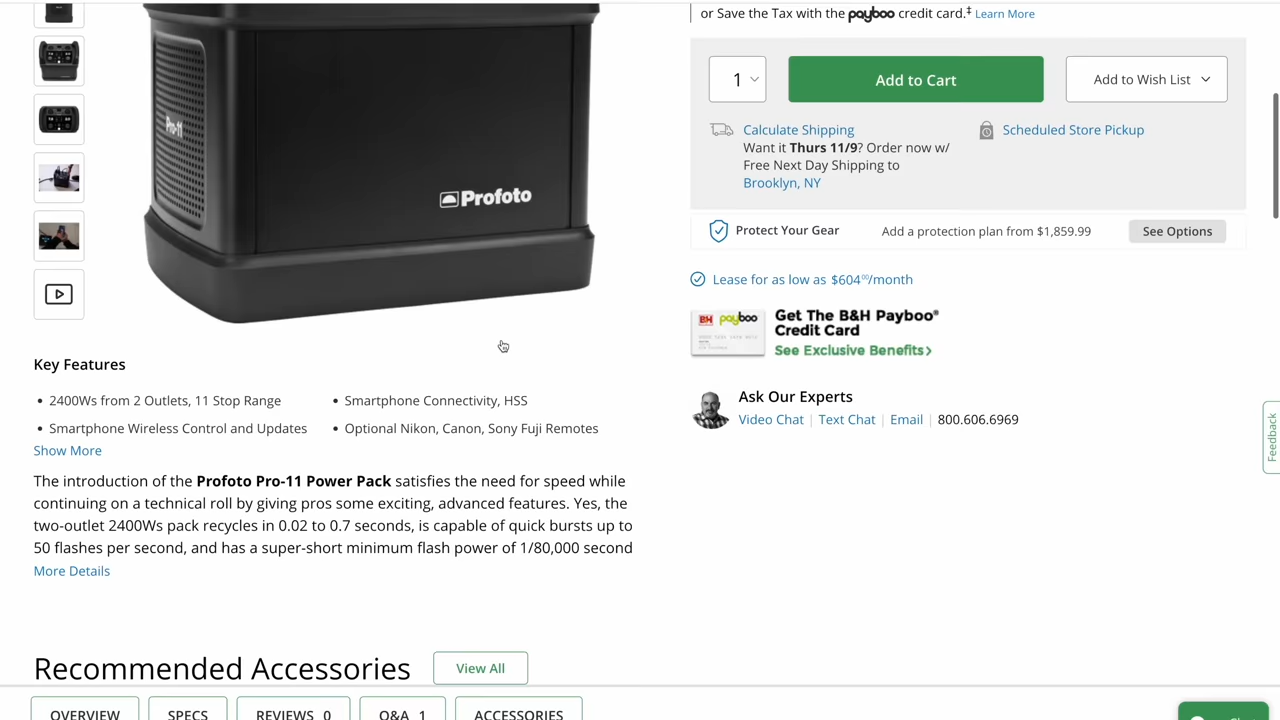 or Save the Tax with the payboo credit card.‡ Learn More
1
Add to Cart
Add to Wish List
Calculate Shipping
Want it Thurs 11/9? Order now w/
Free Next Day Shipping to
Brooklyn, NY
Scheduled Store Pickup
Protect Your Gear
Add a protection plan from $1,859.99
See Options
Lease for as low as $604⁰⁰/month
B&H payboo
Get The B&H Payboo®
Credit Card
See Exclusive Benefits>
Ask Our Experts
Video Chat | Text Chat | Email | 800.606.6969
Feedback
Pro-11
Profoto
Key Features
• 2400Ws from 2 Outlets, 11 Stop Range
• Smartphone Connectivity, HSS
• Smartphone Wireless Control and Updates
• Optional Nikon, Canon, Sony Fuji Remotes
Show More
The introduction of the Profoto Pro-11 Power Pack satisfies the need for speed while
continuing on a technical roll by giving pros some exciting, advanced features. Yes, the
two-outlet 2400Ws pack recycles in 0.02 to 0.7 seconds, is capable of quick bursts up to
50 flashes per second, and has a super-short minimum flash power of 1/80,000 second
More Details
Recommended Accessories
View All
OVERVIEW
SPECS
REVIEWS 0
Q&A 1
ACCESSORIES